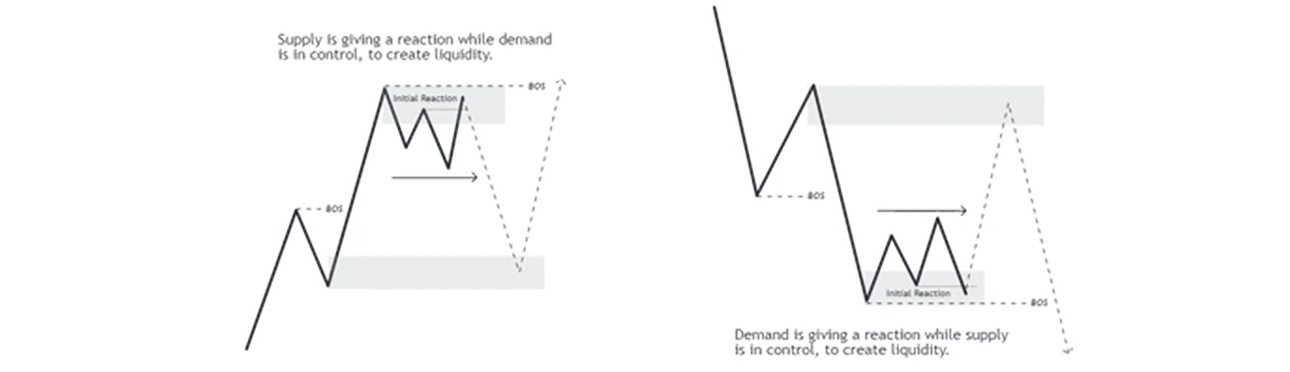 Supply is giving a reaction while demand
is in control, to create liquidity.
BOS
Initial Reaction
BOS
BOS
Initial Reaction
BOS
Demand is giving a reaction while supply
is in control, to create liquidity.